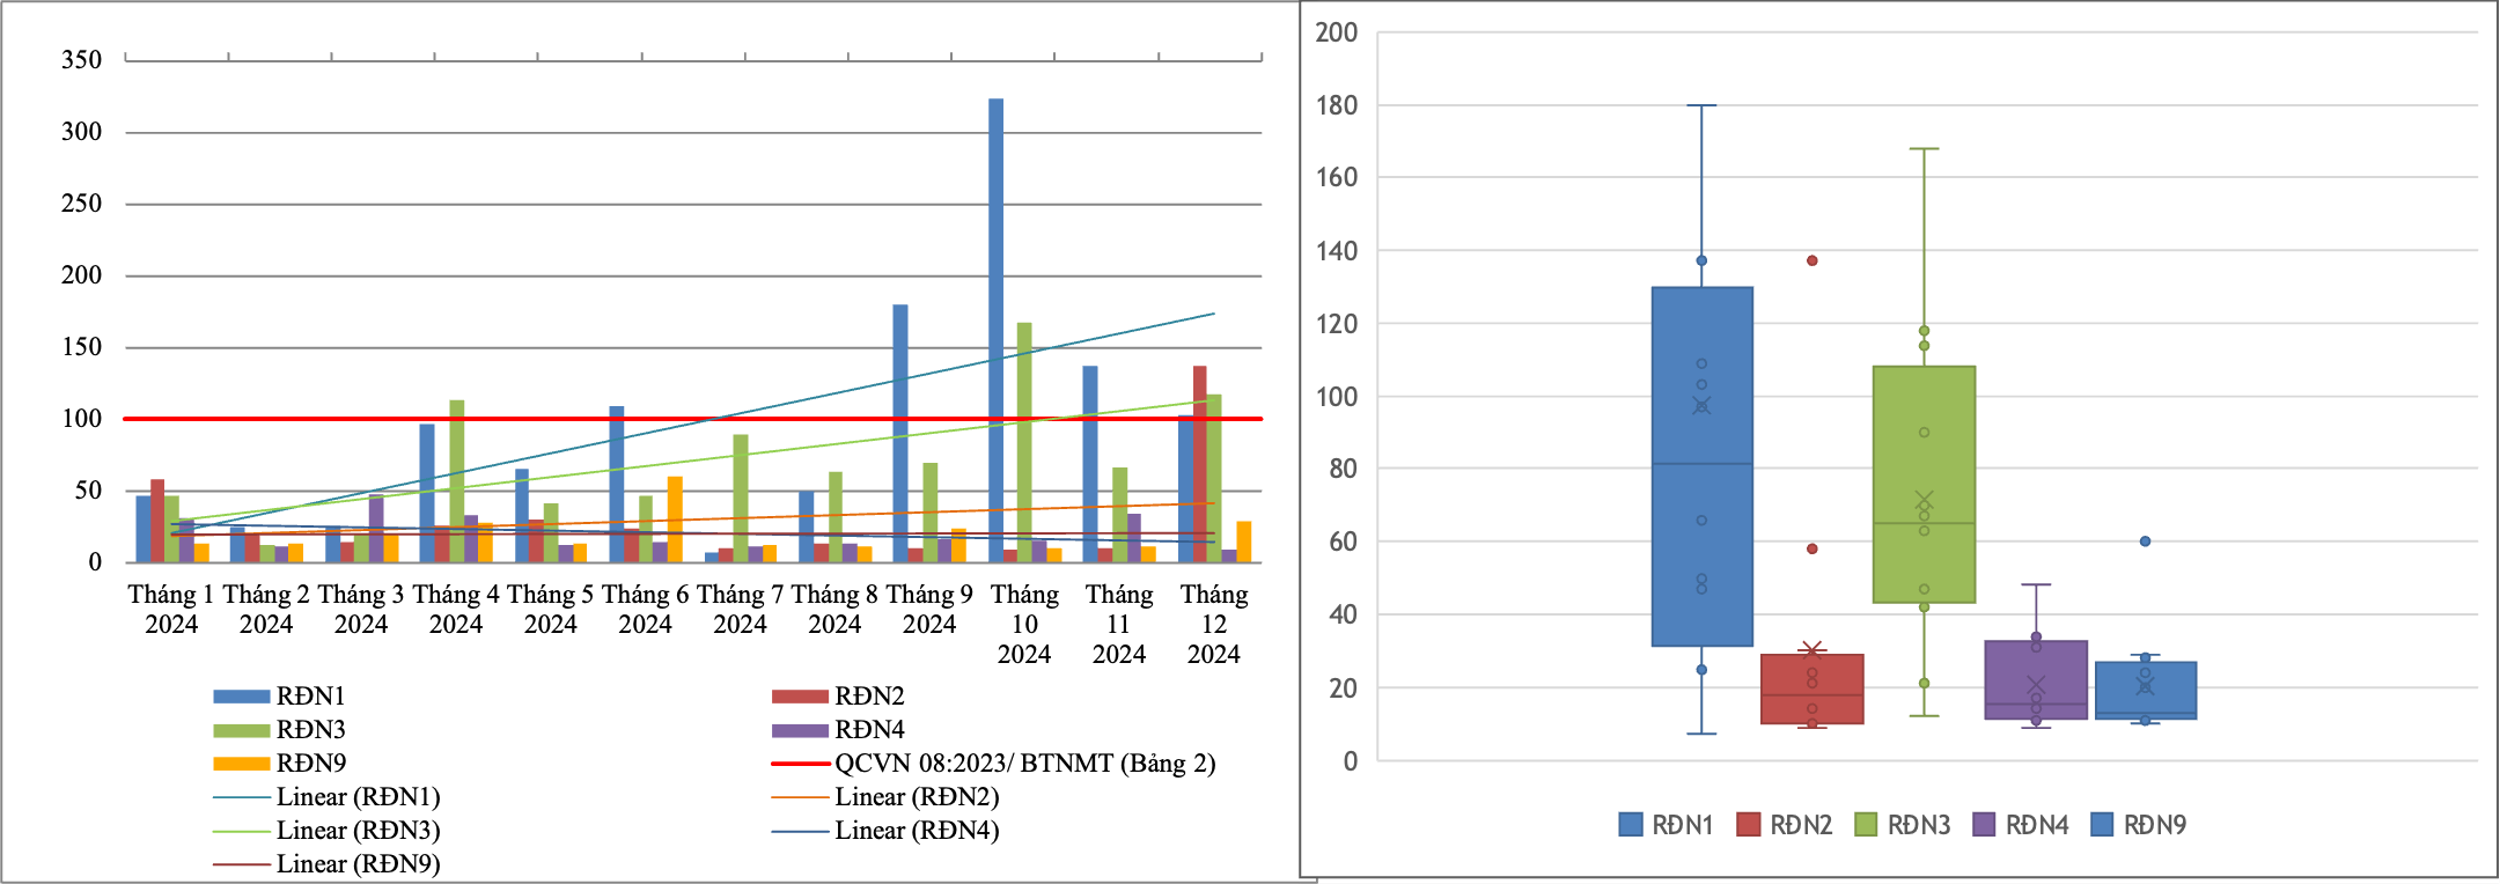 350
300
250
200
150
100
50
0
Tháng 1 Tháng 2 Tháng 3 Tháng 4 Tháng 5 Tháng 6 Tháng 7 Tháng 8 Tháng 9 Tháng Tháng Tháng
2024 2024 2024 2024 2024 2024 2024 2024 2024 10 11 12
2024 2024 2024
RĐN1 RĐN2
RĐN3 RĐN4
RĐN9 QCVN 08:2023/ BTNMT (Bảng 2)
Linear (RĐN1) Linear (RĐN2)
Linear (RĐN3) Linear (RĐN4)
Linear (RĐN9)
200
180
160
140
120
100
80
60
40
20
0
RĐN1 RĐN2 RĐN3 RĐN4 RĐN9